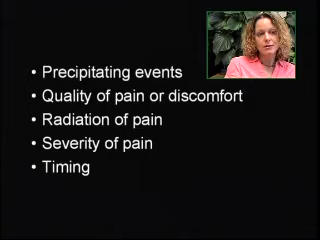 • Precipitating events
• Quality of pain or discomfort
• Radiation of pain
• Severity of pain
• Timing